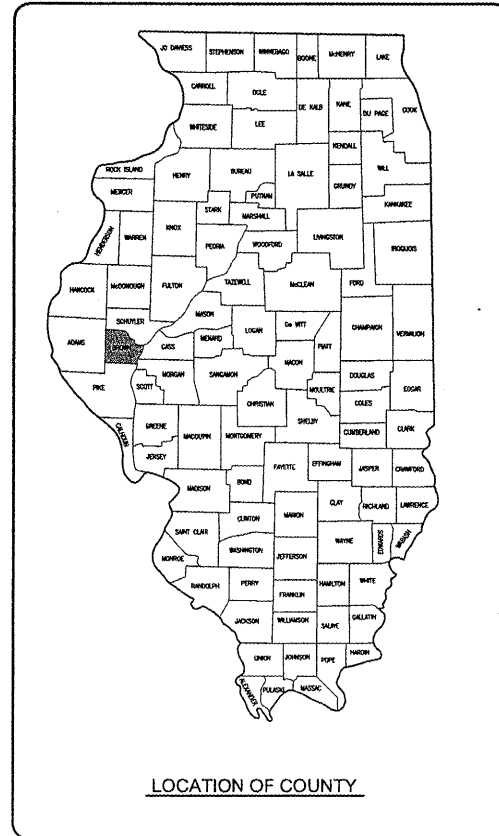 JO DAVIESS STEPHENSON WINNEBAGO BOONE McHENRY LAKE
CARROLL OGLE DE KALB KANE COOK
DU PAGE
WHITESIDE LEE
KENDALL
ROCK ISLAND HENRY BUREAU LA SALLE WILL
GRUNDY
MERCER PUTNAM
KANKAKEE
STARK MARSHALL
HENDERSON WARREN KNOX PEORIA WOODFORD LIVINGSTON IROQUOIS
HANCOCK McDONOUGH FULTON TAZEWELL McCLEAN FORD
MASON
SCHUYLER LOGAN De WITT CHAMPAIGN VERMILION
ADAMS BROWN CASS MENARD PIATT
MACON
PIKE SCOTT MORGAN SANGAMON MOULTRIE DOUGLAS EDGAR
CHRISTIAN COLES
SHELBY
CALHOUN GREENE MACOUPIN MONTGOMERY CUMBERLAND CLARK
JERSEY
FAYETTE EFFINGHAM JASPER CRAWFORD
MADISON BOND
CLAY RICHLAND LAWRENCE
CLINTON MARION
SAINT CLAIR WAYNE EDWARDS WABASH
WASHINGTON JEFFERSON
MONROE
RANDOLPH PERRY HAMILTON WHITE
FRANKLIN
JACKSON WILLIAMSON SALINE GALLATIN
UNION JOHNSON POPE HARDIN
ALEXANDER PULASKI MASSAC
LOCATION OF COUNTY